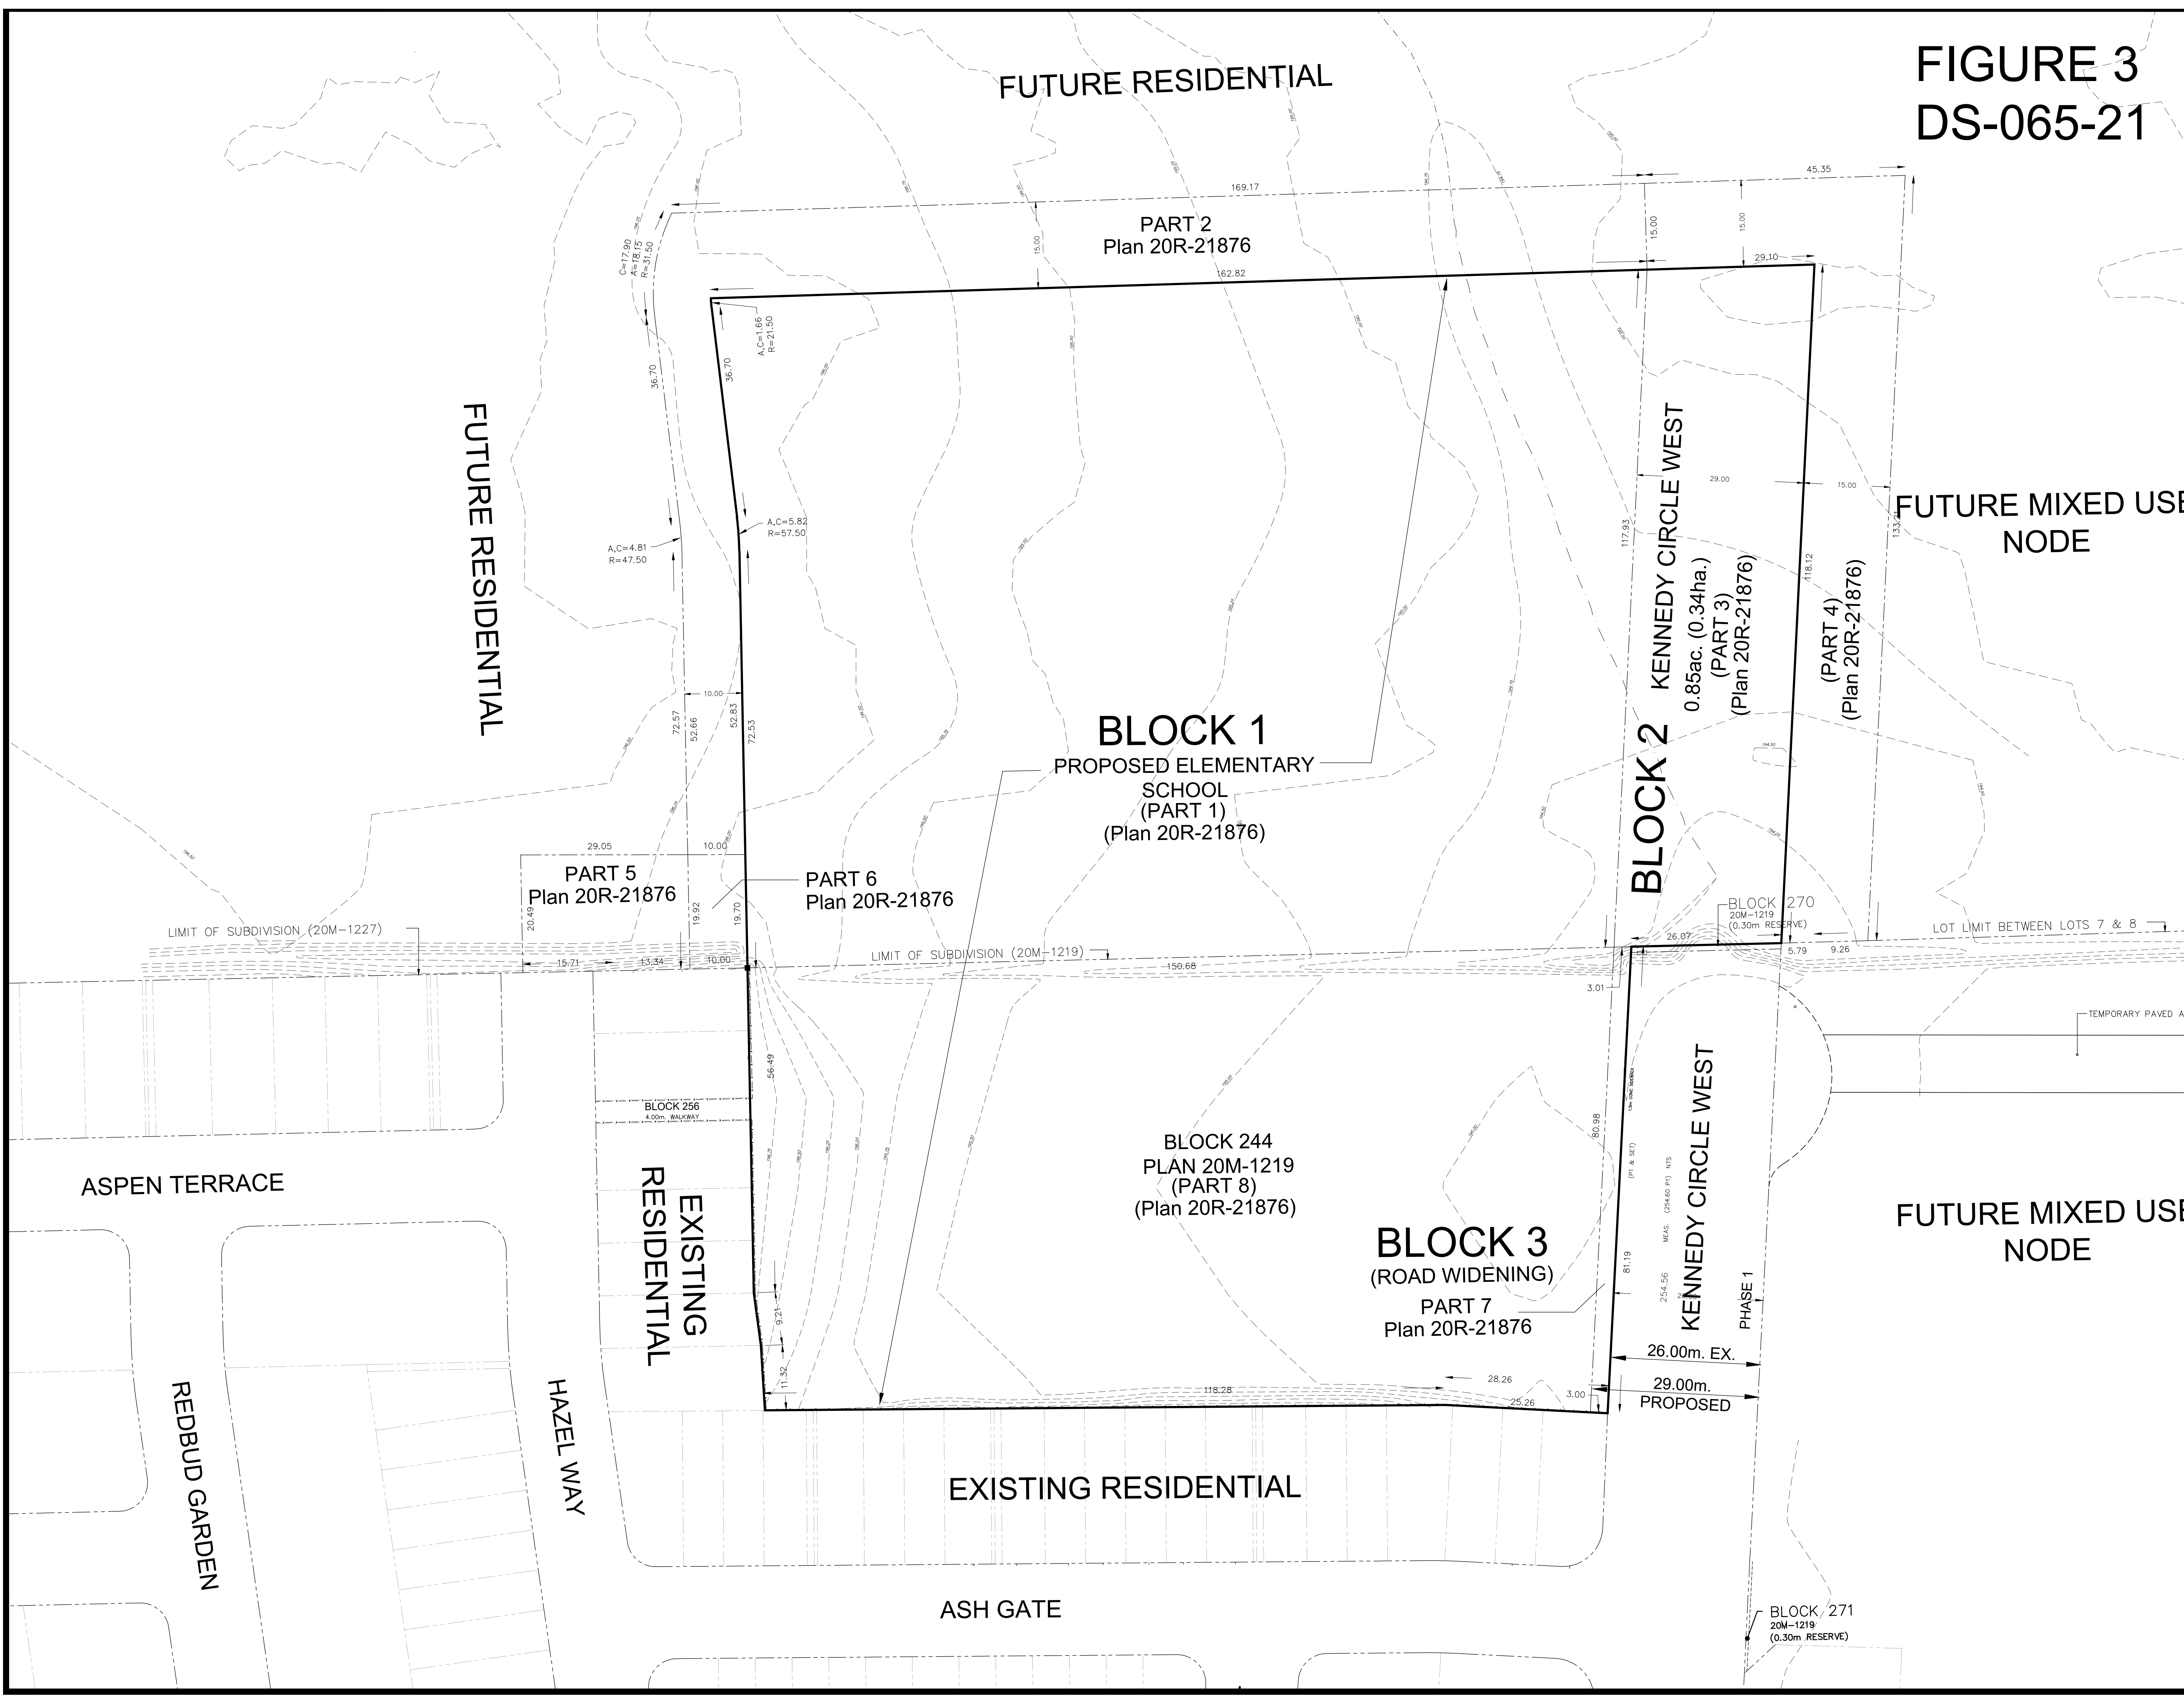 FIGURE 3
DS-065-21
FUTURE RESIDENTIAL
45.35
169.17
PART 2
Plan 20R-21876
15.00
15.00
15.00
C=17.90
A=18.15
R=31.50
162.82
29.10
A,C=1.66
R=21.50
36.70
36.70
FUTURE RESIDENTIAL
KENNEDY CIRCLE WEST
0.85ac. (0.34ha.)
(PART 3)
(Plan 20R-21876)
29.00
15.00
117.93
118.12
133.21
(PART 4)
(Plan 20R-21876)
FUTURE MIXED USE
NODE
A,C=5.82
R=57.50
A,C=4.81
R=47.50
10.00
72.57
52.66
52.83
72.53
BLOCK 1
PROPOSED ELEMENTARY
SCHOOL
(PART 1)
(Plan 20R-21876)
BLOCK 2
29.05
10.00
PART 5
Plan 20R-21876
PART 6
Plan 20R-21876
20.49
19.92
19.70
BLOCK 270
20M-1219
(0.30m RESERVE)
LIMIT OF SUBDIVISION (20M-1227)
LIMIT OF SUBDIVISION (20M-1219)
LOT LIMIT BETWEEN LOTS 7 & 8
26.07
5.79
9.26
15.71
13.34
10.00
150.68
3.01
TEMPORARY PAVED A
56.49
BLOCK 256
4.00m. WALKWAY
80.98
KENNEDY CIRCLE WEST
(P1 & SET)
254.56
MEAS.
(254.60 P1)
NTS
81.19
PHASE 1
BLOCK 244
PLAN 20M-1219
(PART 8)
(Plan 20R-21876)
ASPEN TERRACE
EXISTING
RESIDENTIAL
FUTURE MIXED USE
NODE
BLOCK 3
(ROAD WIDENING)
PART 7
Plan 20R-21876
9.21
11.32
26.00m. EX.
29.00m.
PROPOSED
118.28
28.26
25.26
3.00
REDBUD GARDEN
HAZEL WAY
EXISTING RESIDENTIAL
ASH GATE
BLOCK 271
20M-1219
(0.30m RESERVE)